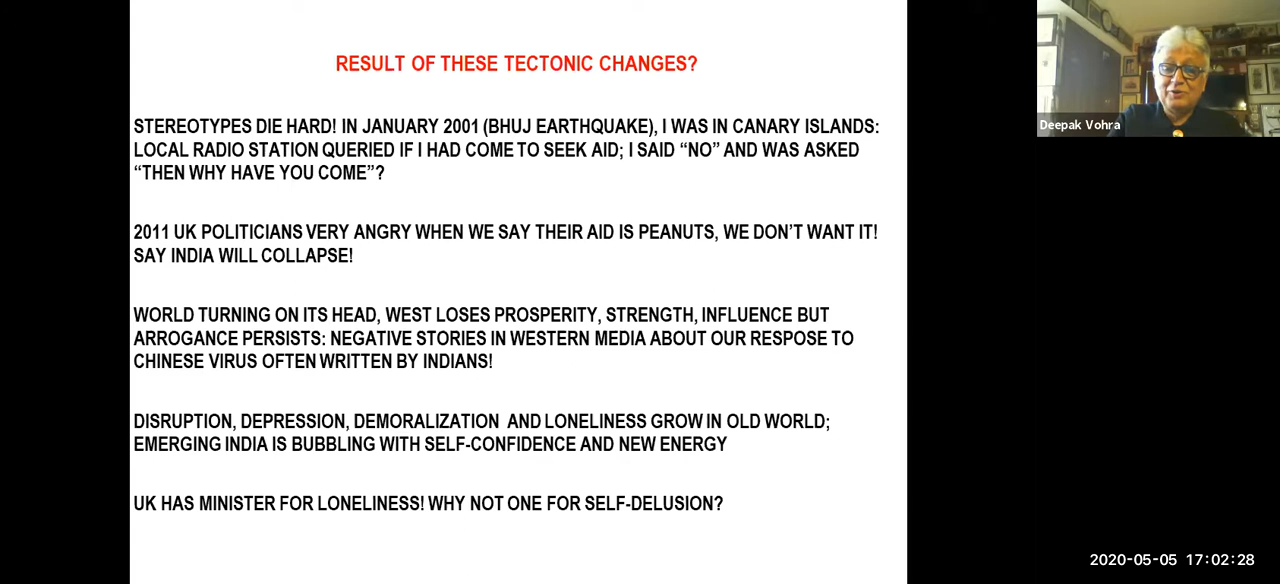 RESULT OF THESE TECTONIC CHANGES?
STEREOTYPES DIE HARD! IN JANUARY 2001 (BHUJ EARTHQUAKE), I WAS IN CANARY ISLANDS:
LOCAL RADIO STATION QUERIED IF I HAD COME TO SEEK AID; I SAID “NO” AND WAS ASKED
“THEN WHY HAVE YOU COME”?
2011 UK POLITICIANS VERY ANGRY WHEN WE SAY THEIR AID IS PEANUTS, WE DON’T WANT IT!
SAY INDIA WILL COLLAPSE!
WORLD TURNING ON ITS HEAD, WEST LOSES PROSPERITY, STRENGTH, INFLUENCE BUT
ARROGANCE PERSISTS: NEGATIVE STORIES IN WESTERN MEDIA ABOUT OUR RESPOSE TO
CHINESE VIRUS OFTEN WRITTEN BY INDIANS!
DISRUPTION, DEPRESSION, DEMORALIZATION AND LONELINESS GROW IN OLD WORLD;
EMERGING INDIA IS BUBBLING WITH SELF-CONFIDENCE AND NEW ENERGY
UK HAS MINISTER FOR LONELINESS! WHY NOT ONE FOR SELF-DELUSION?
Deepak Vohra
2020-05-05 17:02:28